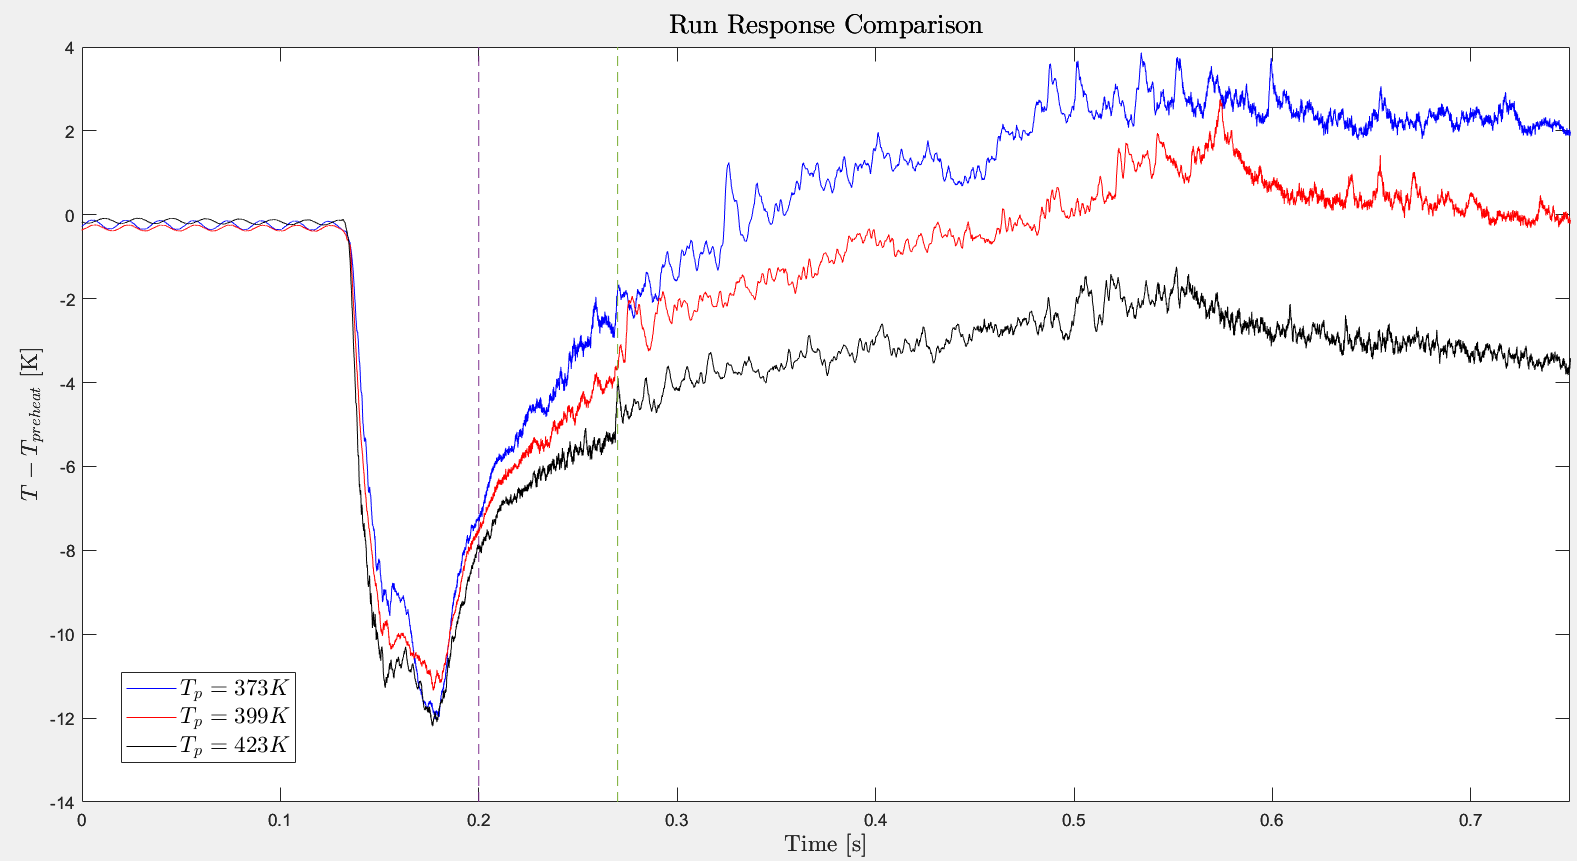 Run Response Comparison
T − T_preheat [K]
4
2
0
-2
-4
-6
-8
-10
-12
-14
T_p = 373K
T_p = 399K
T_p = 423K
0 0.1 0.2 0.3 0.4 0.5 0.6 0.7
Time [s]